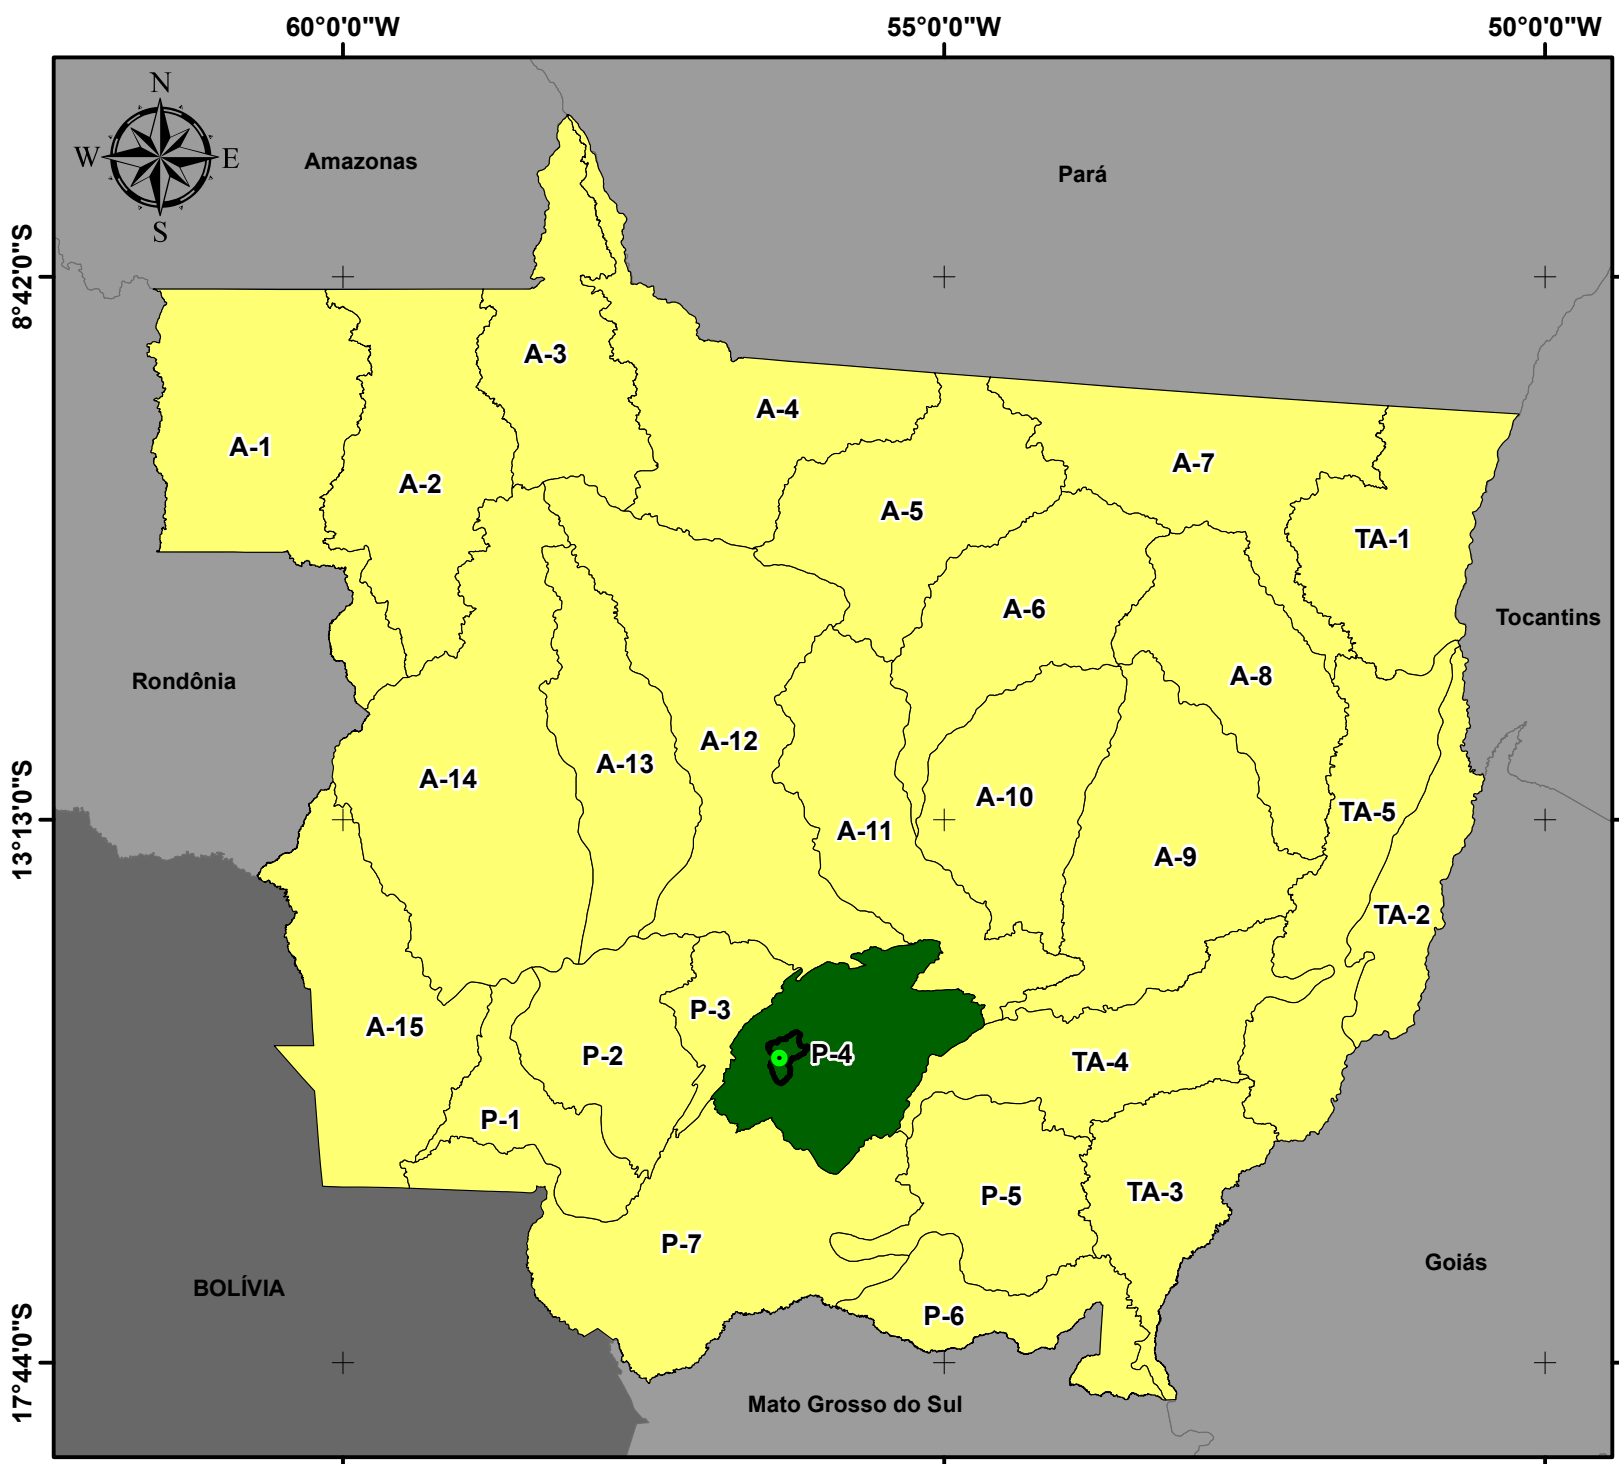 60°0'0"W
55°0'0"W
50°0'0"W
N
W
E
S
Amazonas
Pará
8°42'0"S
A-3
A-4
A-1
A-7
A-2
A-5
TA-1
A-6
Tocantins
Rondônia
A-8
A-12
A-13
A-14
A-10
TA-5
A-11
13°13'0"S
A-9
TA-2
P-3
A-15
P-2
P-4
TA-4
P-1
P-5
TA-3
P-7
Goiás
BOLÍVIA
P-6
17°44'0"S
Mato Grosso do Sul